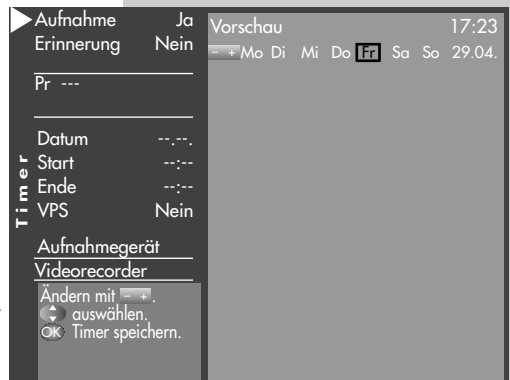 Aufnahme Ja
Erinnerung Nein
Pr ---
Datum --.--.
Start --:--
Ende --:--
VPS Nein
Aufnahmegerät
Videorecorder
Ändern mit - +.
auswählen.
OK Timer speichern.
Timer
Vorschau 17:23
- + Mo Di Mi Do Fr Sa So 29.04.